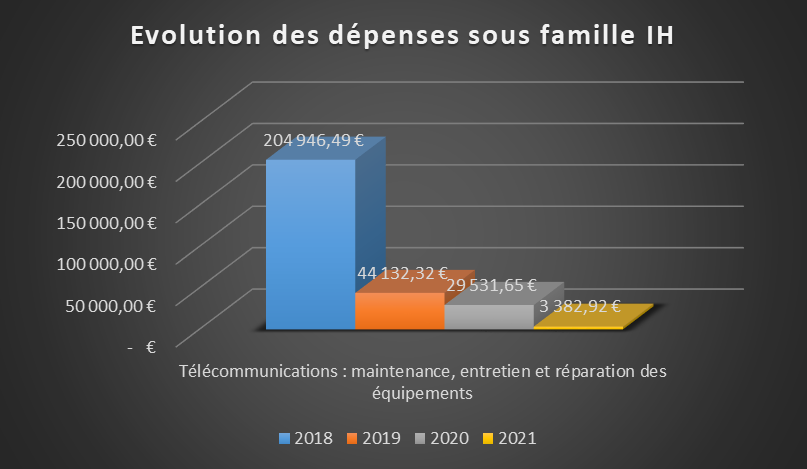 Evolution des dépenses sous famille IH
250 000,00 €
200 000,00 €
150 000,00 €
100 000,00 €
50 000,00 €
- €
204 946,49 €
44 132,32 €
29 531,65 €
3 382,92 €
Télécommunications : maintenance, entretien et réparation des
équipements
2018 2019 2020 2021